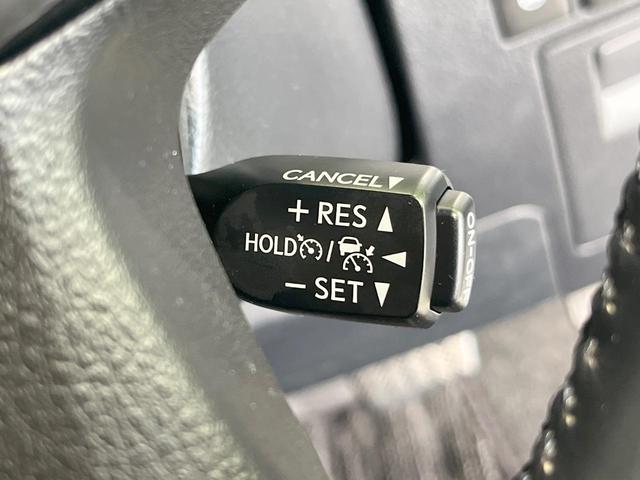 CANCEL▼
+ RES ▲
HOLD / ◀
− SET ▼
ON-OFF